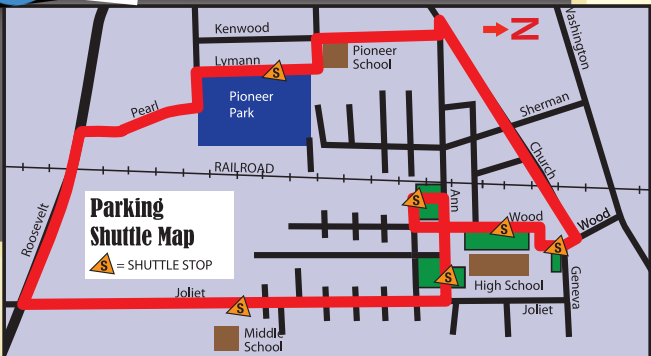 Kenwood
Lymann
Pioneer
School
N
Washington
Pearl
Pioneer
Park
Sherman
Church
RAILROAD
Ann
Wood
Wood
Roosevelt
Parking
Shuttle Map
S = SHUTTLE STOP
S
S
S
S
S
S
High School
Geneva
Joliet
Joliet
Middle
School